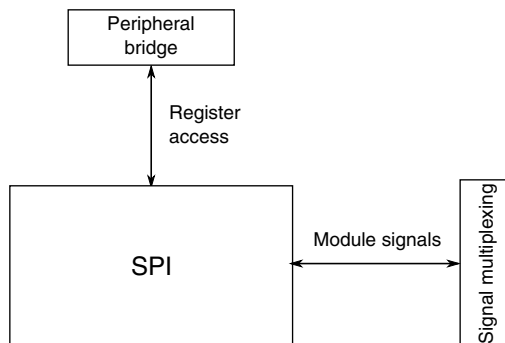 Peripheral
bridge
Register
access
SPI
Module signals
Signal multiplexing